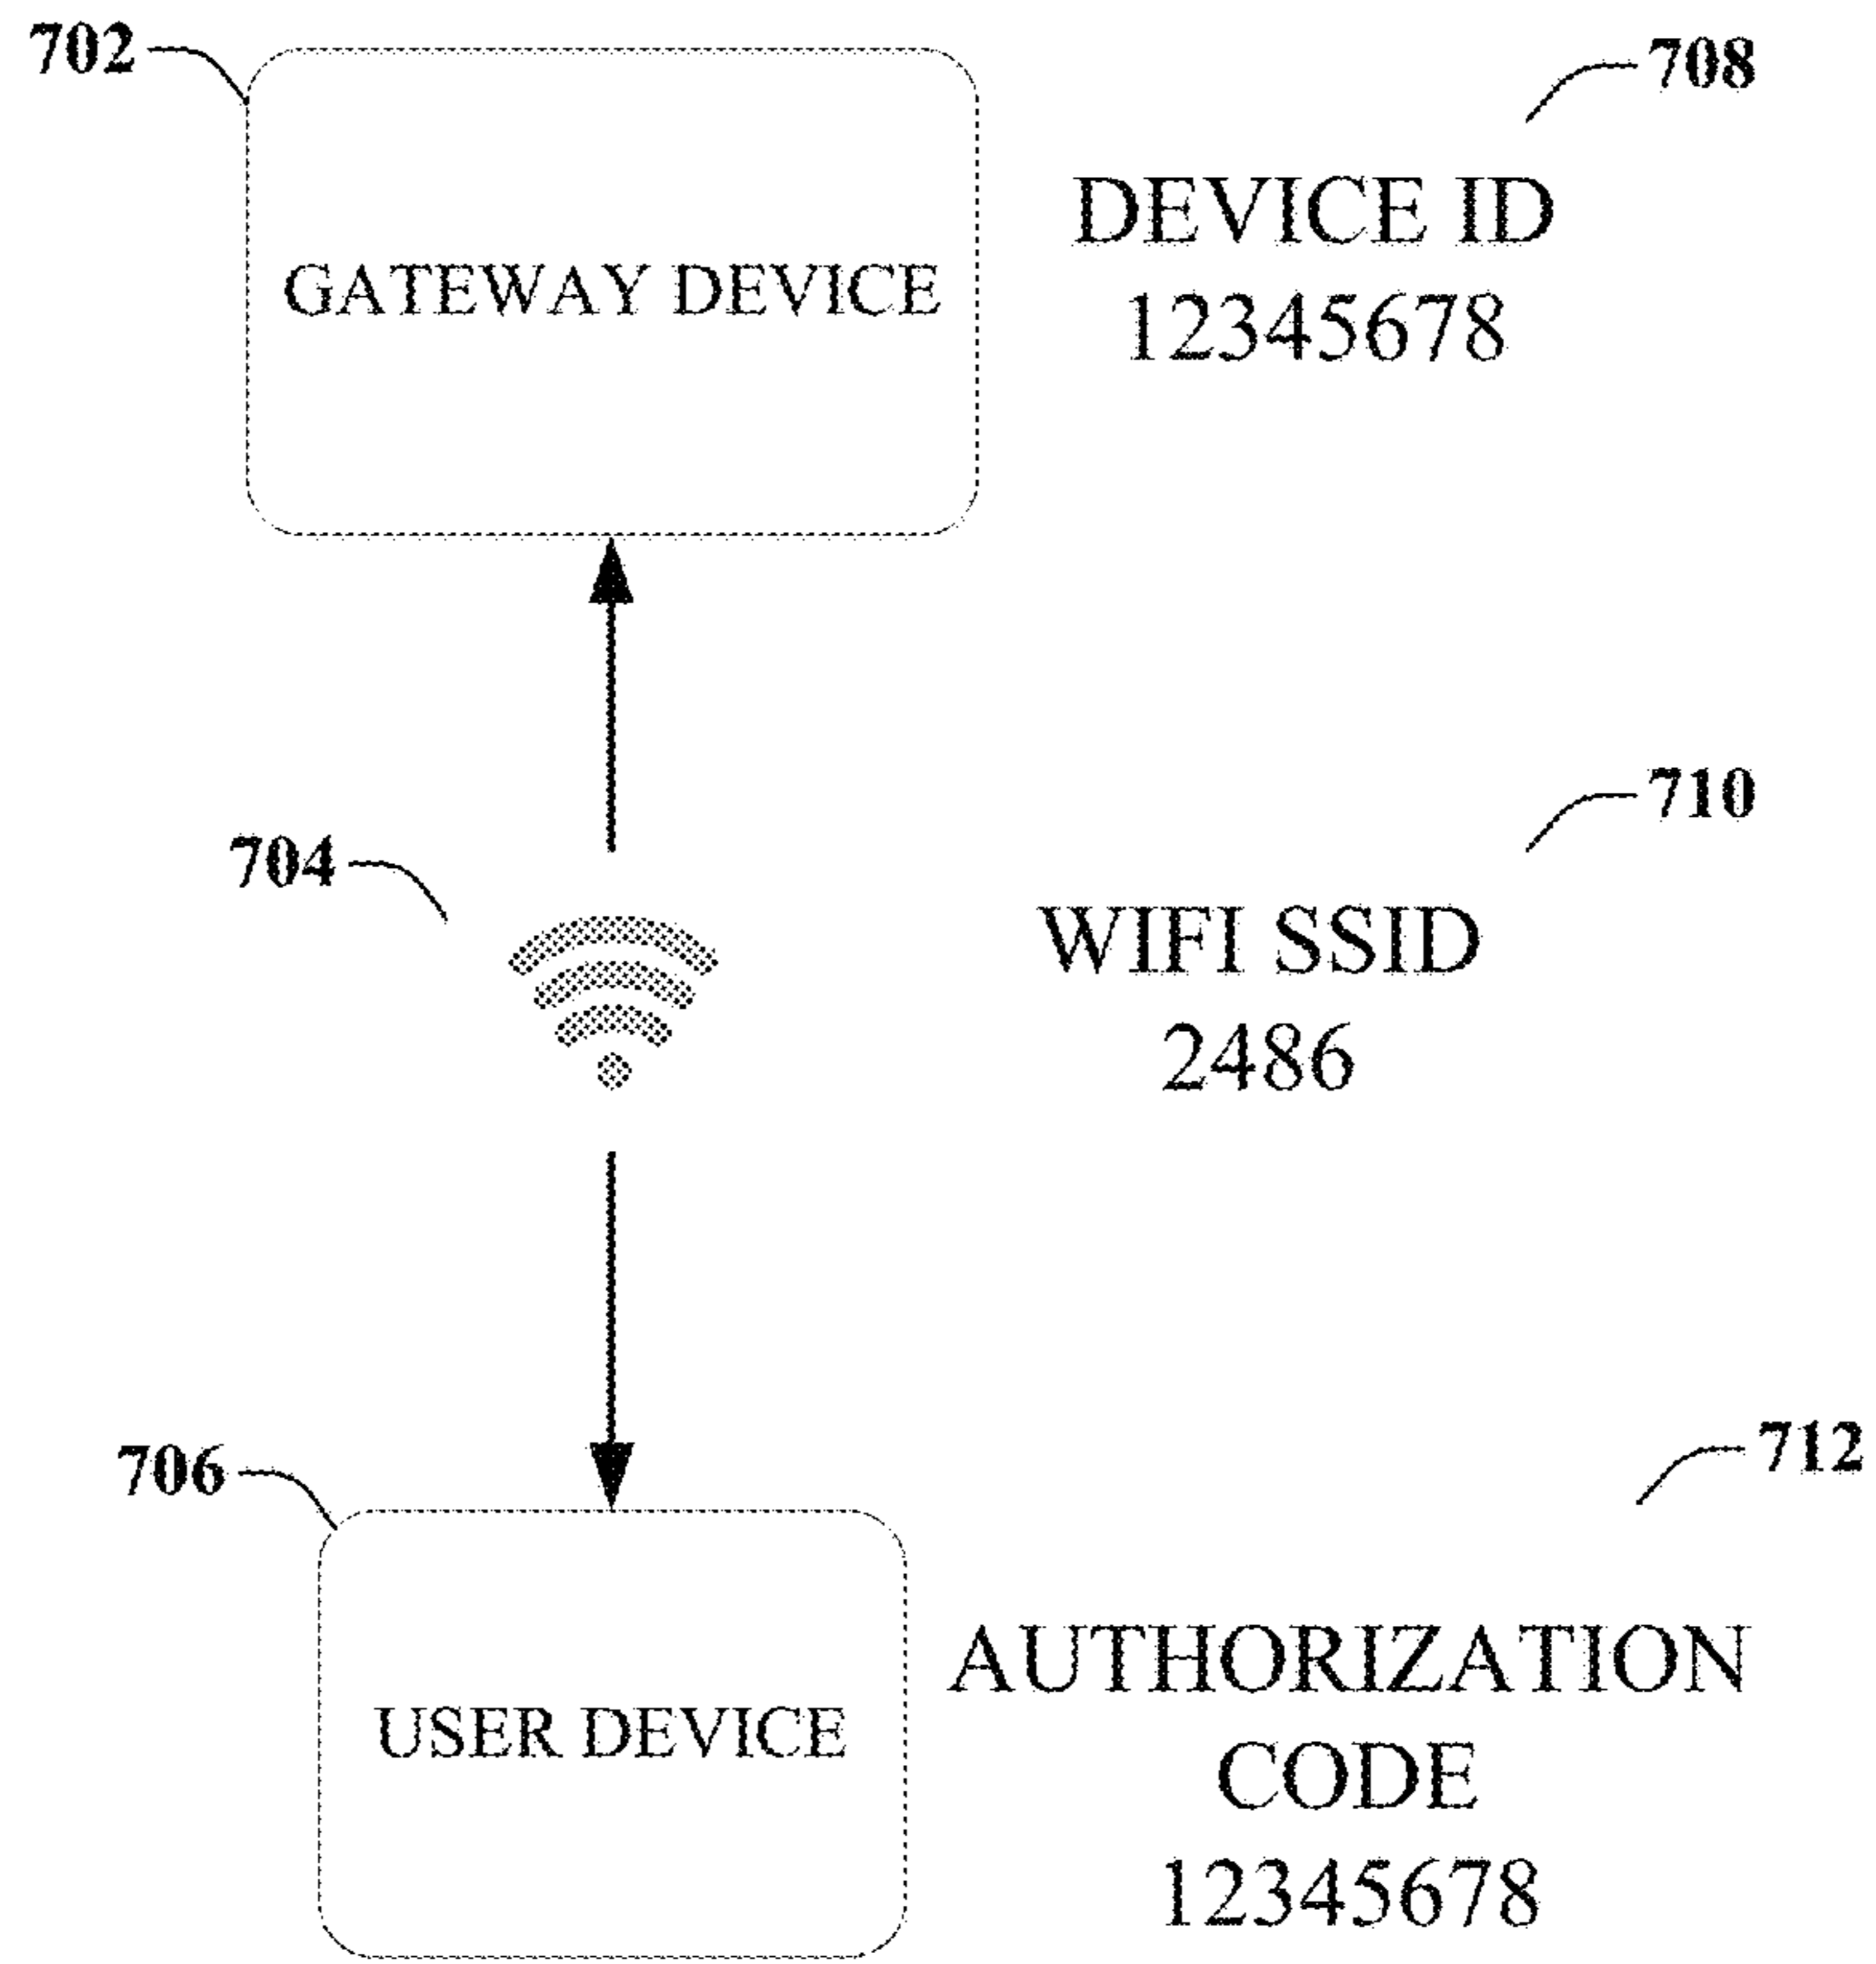 702
708
DEVICE ID
12345678
GATEWAY DEVICE
704
710
WIFI SSID
2486
706
712
USER DEVICE
AUTHORIZATION
CODE
12345678